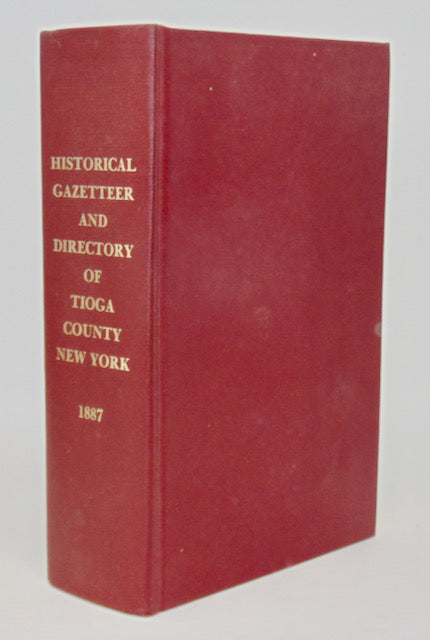 HISTORICAL
GAZETTEER
AND
DIRECTORY
OF
TIOGA
COUNTY
NEW YORK
1887